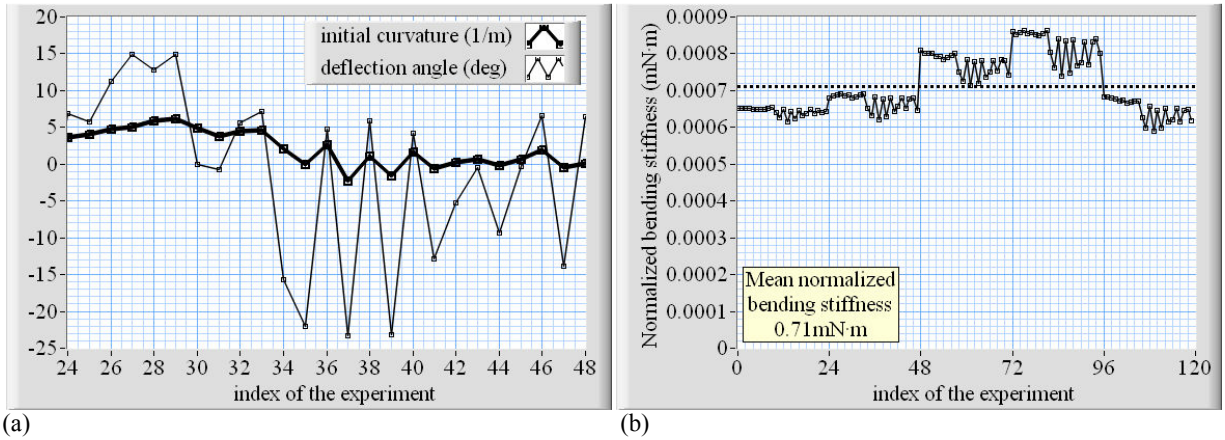 20
15
10
5
0
-5
-10
-15
-20
-25
24 26 28 30 32 34 36 38 40 42 44 46 48
index of the experiment
initial curvature (1/m)
deflection angle (deg)
(a)
Normalized bending stiffness (mN·m)
0.0009
0.0008
0.0007
0.0006
0.0005
0.0004
0.0003
0.0002
0.0001
0
Mean normalized
bending stiffness
0.71mN·m
0 24 48 72 96 120
index of the experiment
(b)